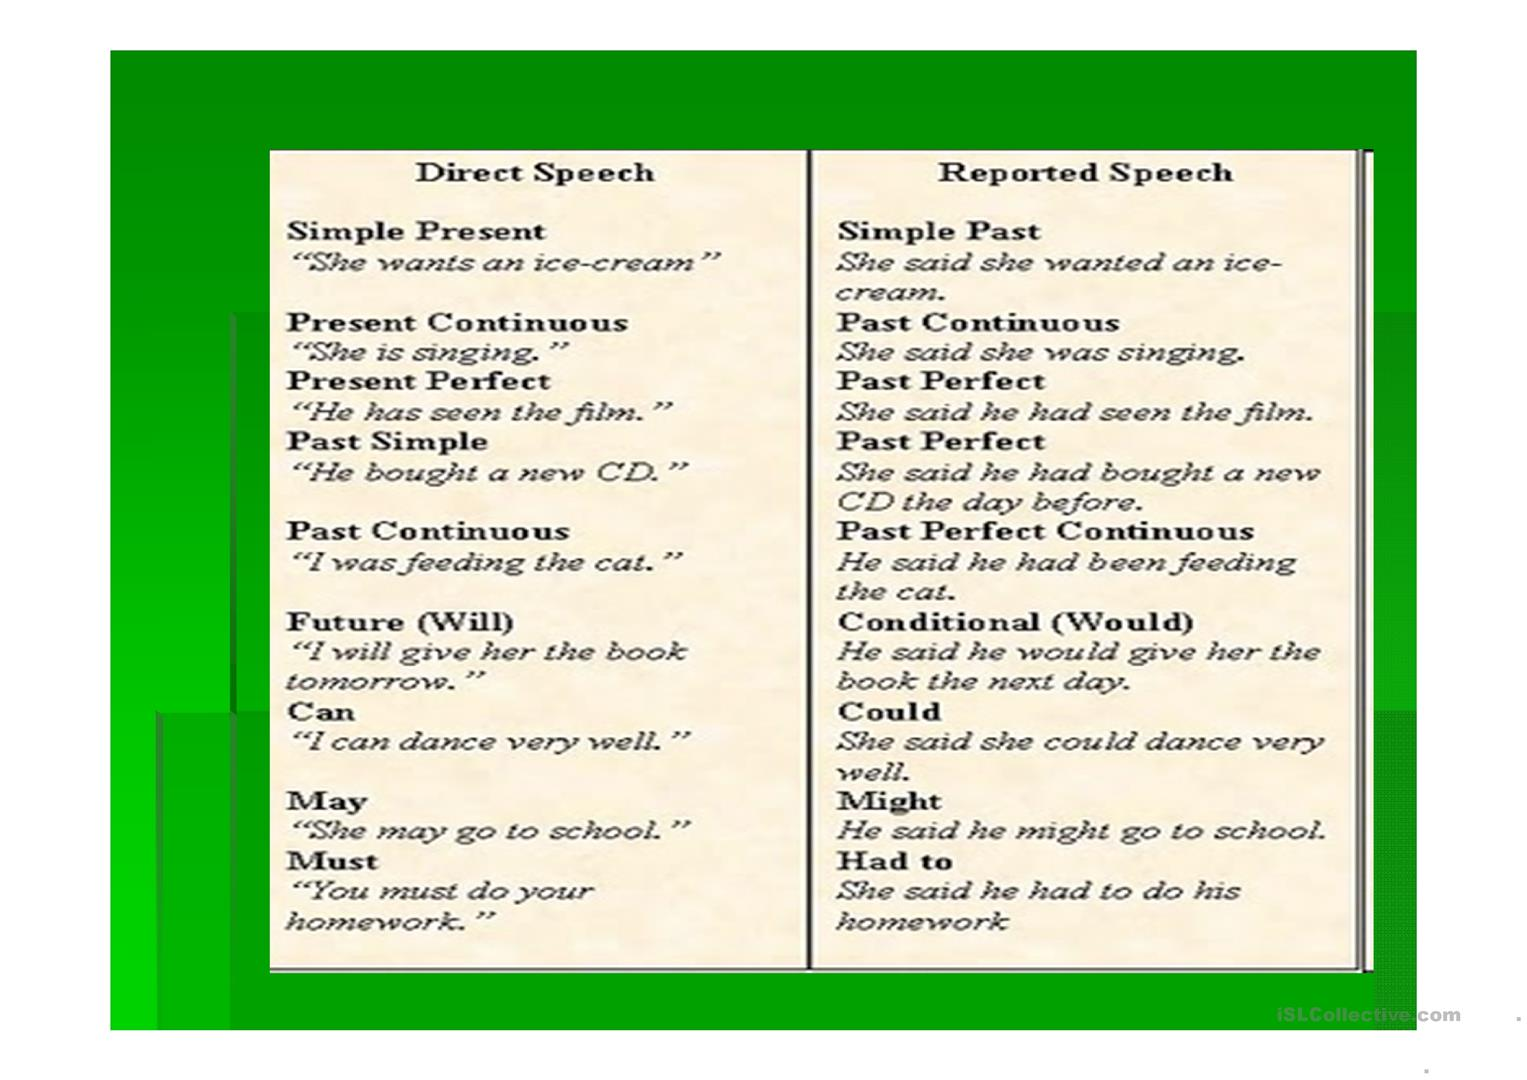 Direct Speech
Simple Present
“She wants an ice-cream”
Present Continuous
“She is singing.”
Present Perfect
“He has seen the film.”
Past Simple
“He bought a new CD.”
Past Continuous
“I was feeding the cat.”
Future (Will)
“I will give her the book
tomorrow.”
Can
“I can dance very well.”
May
“She may go to school.”
Must
“You must do your
homework.”
Reported Speech
Simple Past
She said she wanted an ice-
cream.
Past Continuous
She said she was singing.
Past Perfect
She said he had seen the film.
Past Perfect
She said he had bought a new
CD the day before.
Past Perfect Continuous
He said he had been feeding
the cat.
Conditional (Would)
He said he would give her the
book the next day.
Could
She said she could dance very
well.
Might
He said he might go to school.
Had to
She said he had to do his
homework
iSLCollective.com